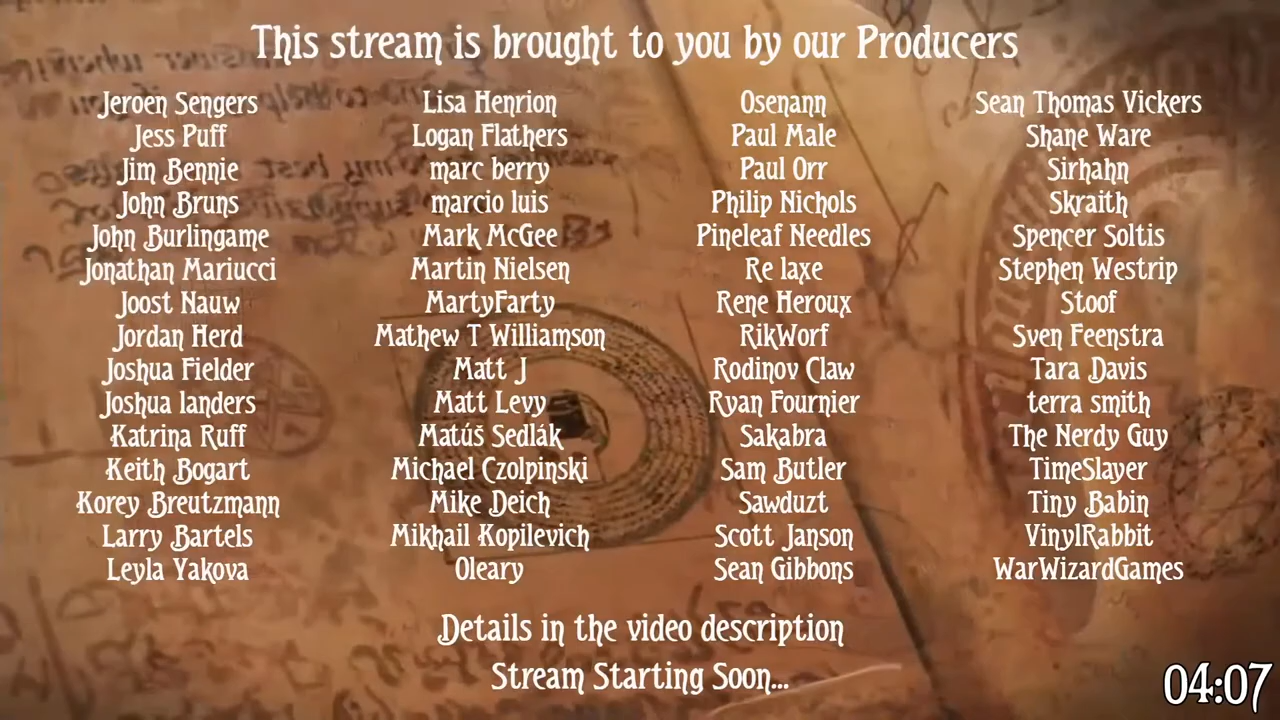 This stream is brought to you by our Producers
Jeroen Sengers
Jess Puff
Jim Bennie
John Bruns
John Burlingame
Jonathan Mariucci
Joost Nauw
Jordan Herd
Joshua Fielder
Joshua landers
Katrina Ruff
Keith Bogart
Korey Breutzmann
Larry Bartels
Leyla Yakova
Lisa Henrion
Logan Flathers
marc berry
marcio luis
Mark McGee
Martin Nielsen
MartyFarty
Mathew T Williamson
Matt J
Matt Levy
Matúš Sedlák
Michael Czolpinski
Mike Deich
Mikhail Kopilevich
Oleary
Osenann
Paul Male
Paul Orr
Philip Nichols
Pineleaf Needles
Re laxe
Rene Heroux
RikWorf
Rodinov Claw
Ryan Fournier
Sakabra
Sam Butler
Sawduzt
Scott Janson
Sean Gibbons
Sean Thomas Vickers
Shane Ware
Sirhahn
Skraith
Spencer Soltis
Stephen Westrip
Stoof
Sven Feenstra
Tara Davis
terra smith
The Nerdy Guy
TimeSlayer
Tiny Babin
VinylRabbit
WarWizardGames
Details in the video description
Stream Starting Soon...
04:07